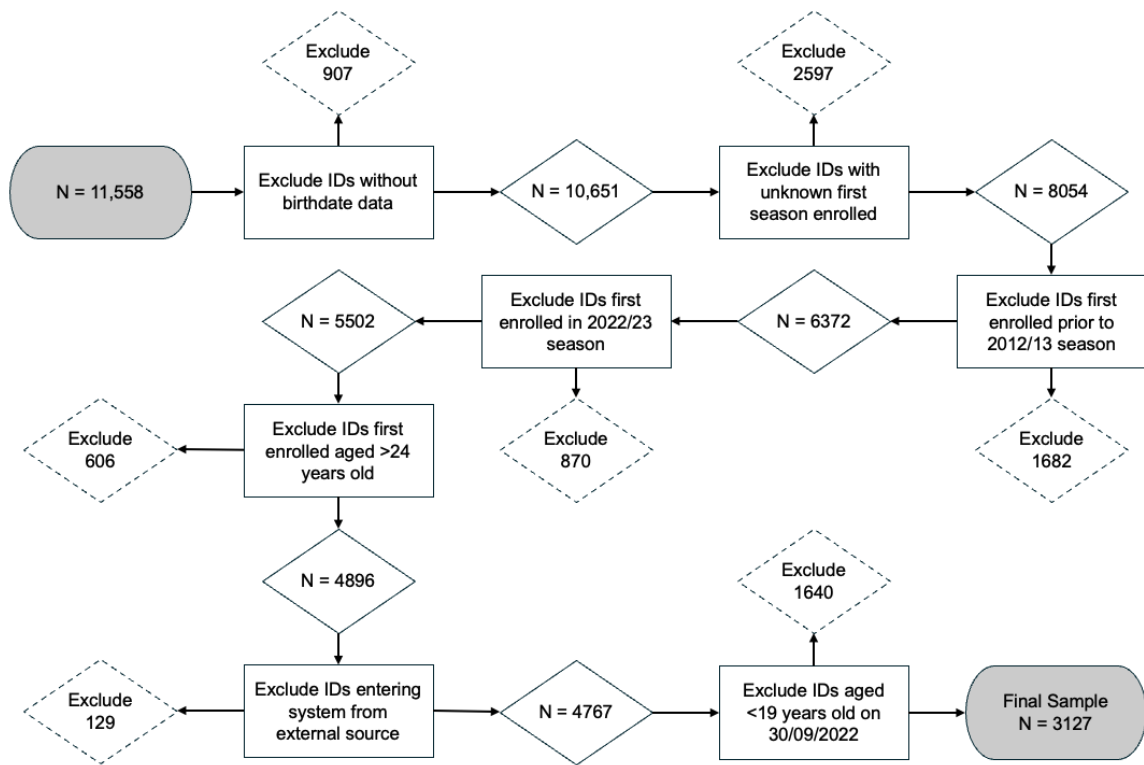 Exclude
907
Exclude
2597
N = 11,558
Exclude IDs without
birthdate data
N = 10,651
Exclude IDs with
unknown first
season enrolled
N = 8054
N = 5502
Exclude IDs first
enrolled in 2022/23
season
N = 6372
Exclude IDs first
enrolled prior to
2012/13 season
Exclude
606
Exclude IDs first
enrolled aged >24
years old
Exclude
870
Exclude
1682
N = 4896
Exclude
1640
Exclude
129
Exclude IDs entering
system from
external source
N = 4767
Exclude IDs aged
<19 years old on
30/09/2022
Final Sample
N = 3127